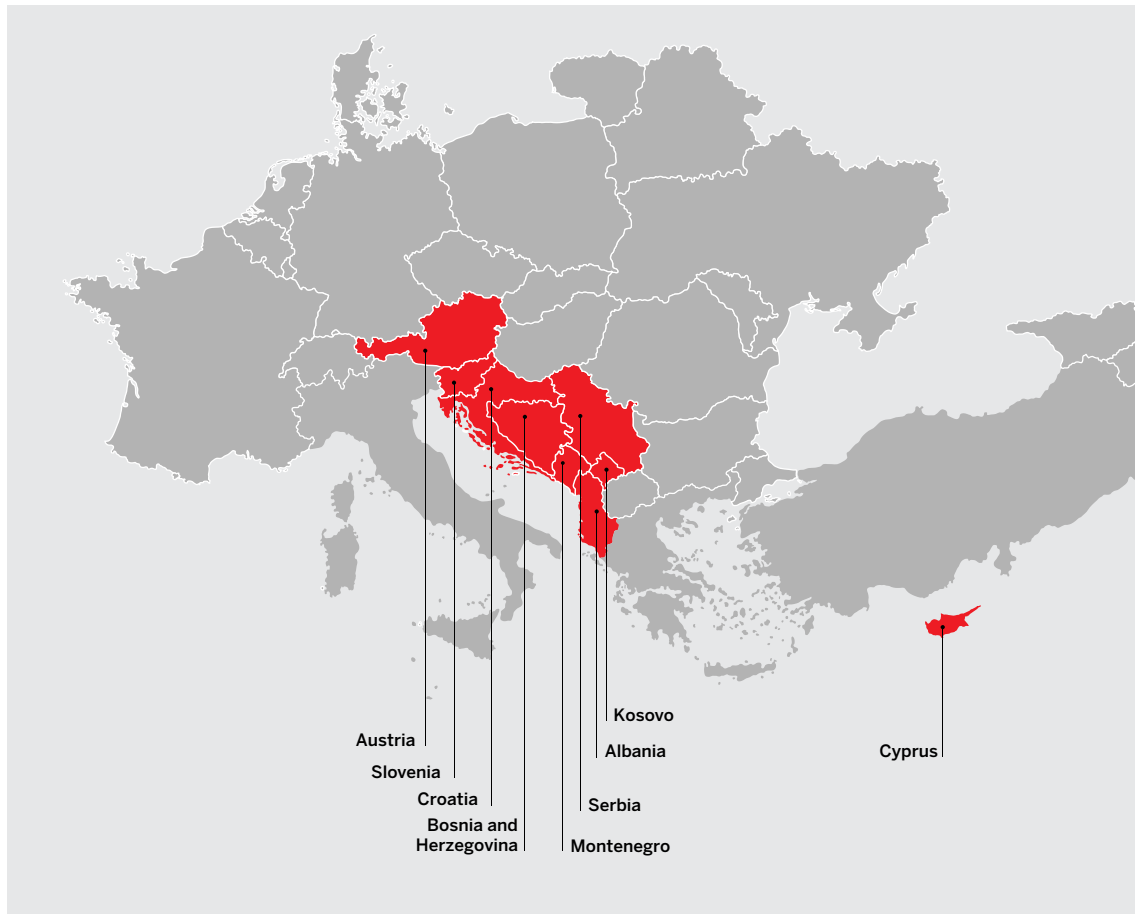 Kosovo
Austria
Albania
Cyprus
Slovenia
Croatia
Serbia
Bosnia and
Herzegovina
Montenegro